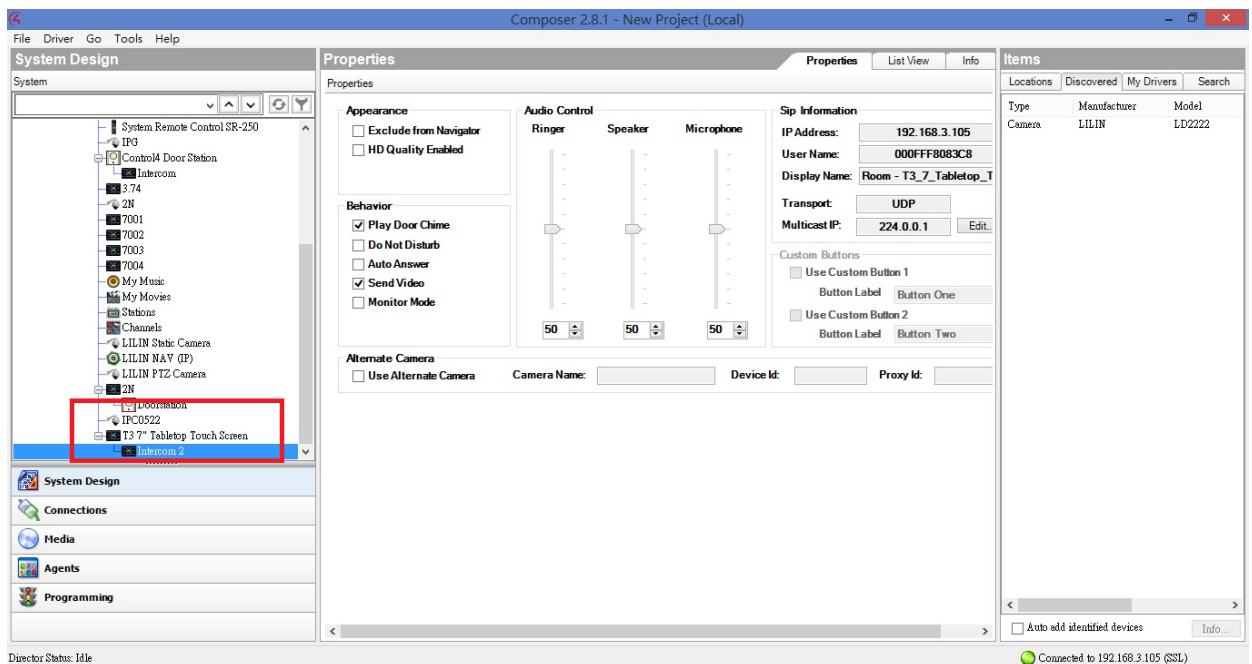 Composer 2.8.1 - New Project (Local)
File Driver Go Tools Help
System Design
System
System Remote Control SR-250
IPG
Control4 Door Station
Intercom
3.74
2N
7001
7002
7003
7004
My Music
My Movies
Stations
Channels
LILIN Static Camera
LILIN NAV (IP)
LILIN PTZ Camera
2N
Doorstation
IPC0522
T3 7" Tabletop Touch Screen
Intercom 2
System Design
Connections
Media
Agents
Programming
Properties
Properties List View Info
Properties
Appearance
Exclude from Navigator
HD Quality Enabled
Behavior
Play Door Chime
Do Not Disturb
Auto Answer
Send Video
Monitor Mode
Audio Control
Ringer Speaker Microphone
50 50 50
Sip Information
IP Address: 192.168.3.105
User Name: 000FFF8083C8
Display Name: Room - T3_7_Tabletop_T
Transport: UDP
Multicast IP: 224.0.0.1 Edit..
Custom Buttons
Use Custom Button 1
Button Label Button One
Use Custom Button 2
Button Label Button Two
Alternate Camera
Use Alternate Camera Camera Name: Device Id: Proxy Id:
Items
Locations Discovered My Drivers Search
Type Manufacturer Model
Camera LILIN LD2222
Auto add identified devices Info...
Director Status: Idle
Connected to 192.168.3.105 (SSL)